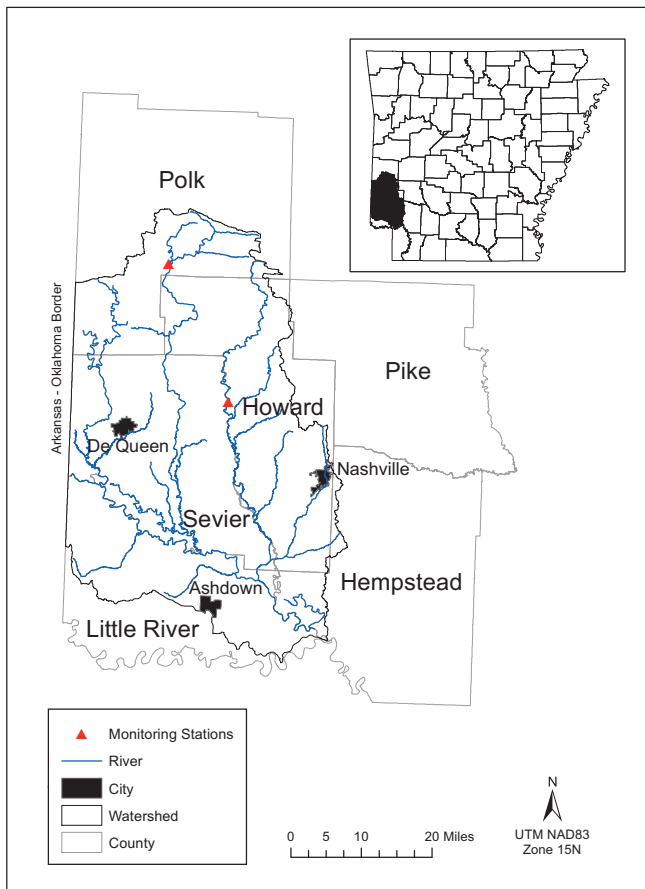 Polk
Arkansas - Oklahoma Border
Pike
Howard
De Queen
Nashville
Sevier
Hempstead
Ashdown
Little River
Monitoring Stations
River
City
Watershed
County
0 5 10 20 Miles
N
UTM NAD83
Zone 15N